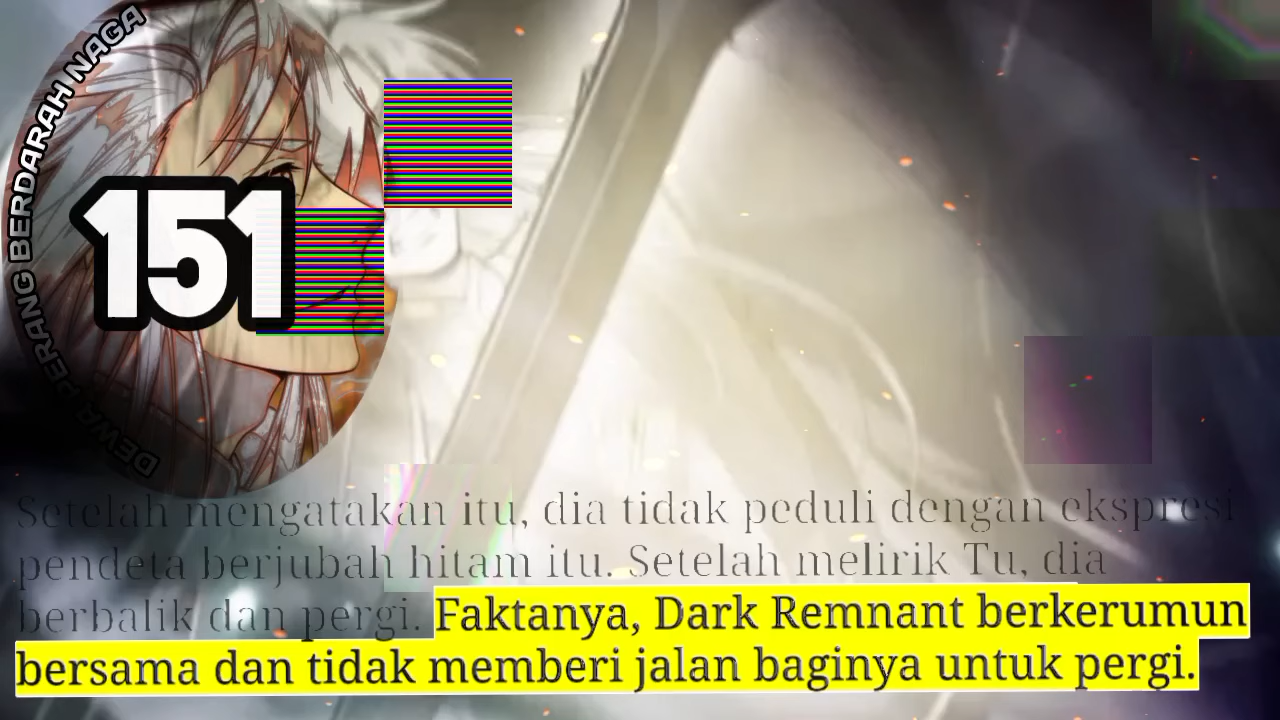 DEWA PERANG BERDARAH NAGA
151
Setelah mengatakan itu, dia tidak peduli dengan ekspresi
pendeta berjubah hitam itu. Setelah melirik Tu, dia
berbalik dan pergi. Faktanya, Dark Remnant berkerumun
bersama dan tidak memberi jalan baginya untuk pergi.